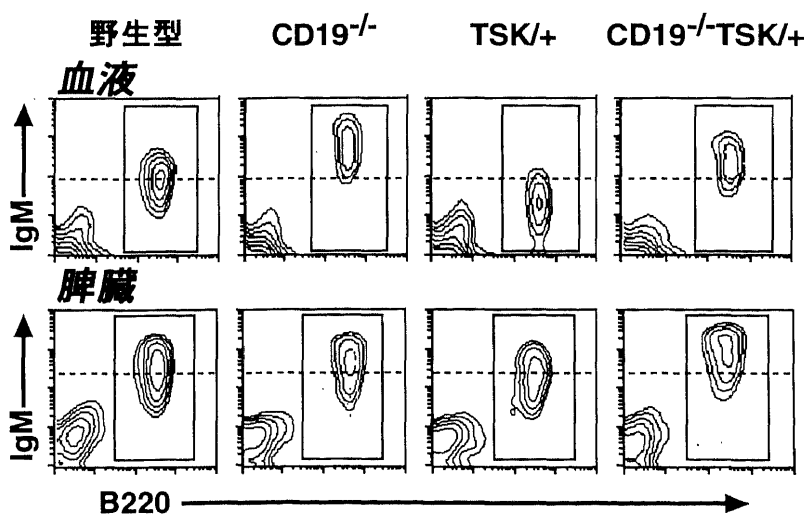 野生型 CD19-/- TSK/+ CD19-/-TSK/+
血液
IgM
脾臓
IgM
B220